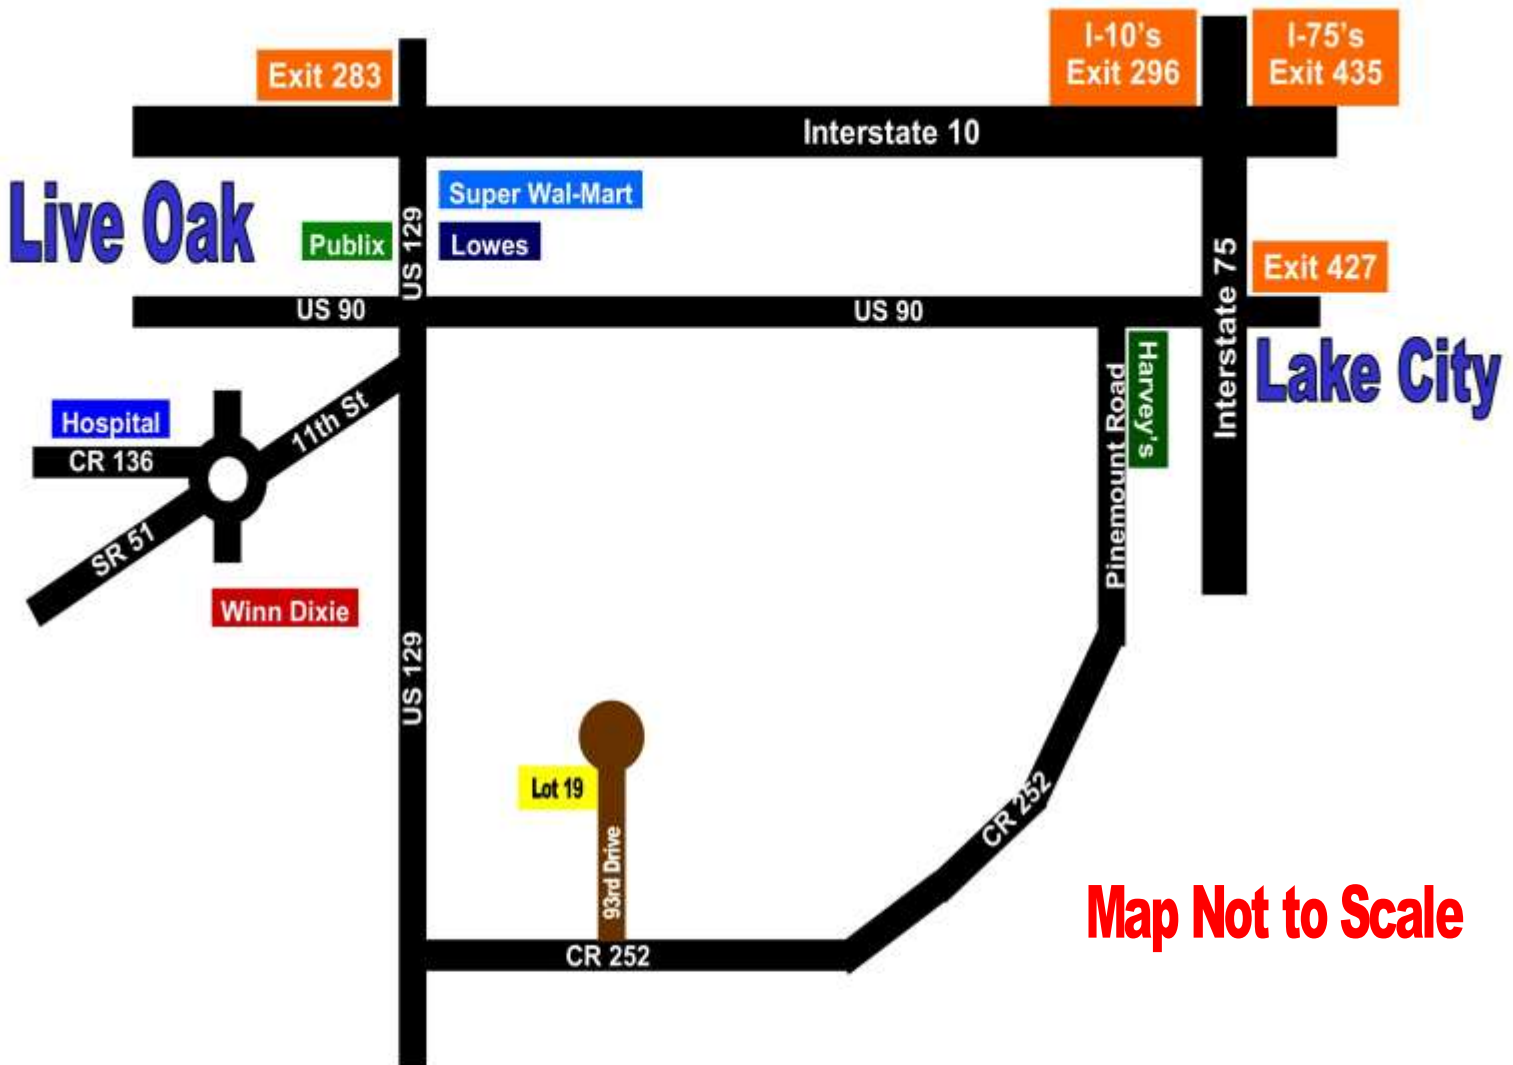 I-10's
Exit 296
I-75's
Exit 435
Exit 283
Interstate 10
Live Oak
Super Wal-Mart
Publix
US 129
Lowes
Interstate 75
Exit 427
US 90
US 90
Lake City
Harvey's
Pinemount Road
11th St
Hospital
CR 136
SR 51
Winn Dixie
US 129
Lot 19
93rd Drive
CR 252
CR 252
Map Not to Scale